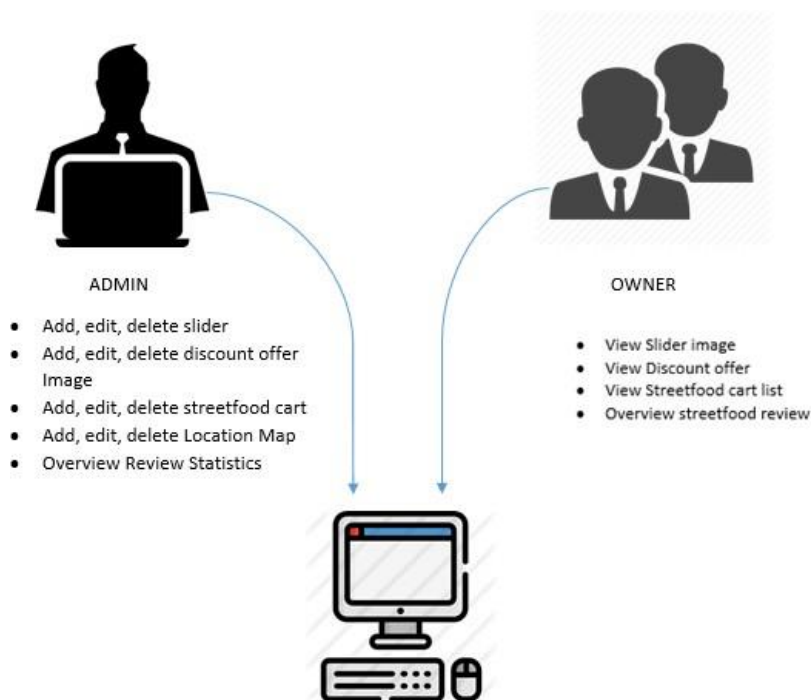 ADMIN
• Add, edit, delete slider
• Add, edit, delete discount offer
Image
• Add, edit, delete streetfood cart
• Add, edit, delete Location Map
• Overview Review Statistics
OWNER
• View Slider image
• View Discount offer
• View Streetfood cart list
• Overview streetfood review